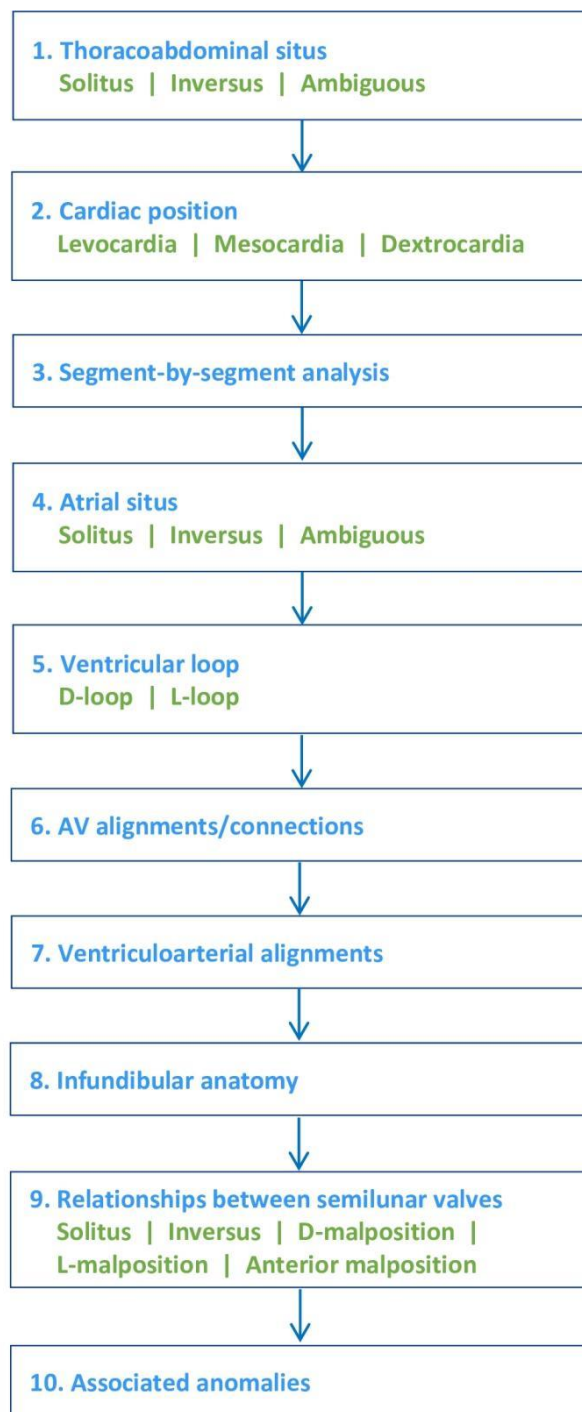 1. Thoracoabdominal situs
Solitus | Inversus | Ambiguous
2. Cardiac position
Levocardia | Mesocardia | Dextrocardia
3. Segment-by-segment analysis
4. Atrial situs
Solitus | Inversus | Ambiguous
5. Ventricular loop
D-loop | L-loop
6. AV alignments/connections
7. Ventriculoarterial alignments
8. Infundibular anatomy
9. Relationships between semilunar valves
Solitus | Inversus | D-malposition |
L-malposition | Anterior malposition
10. Associated anomalies